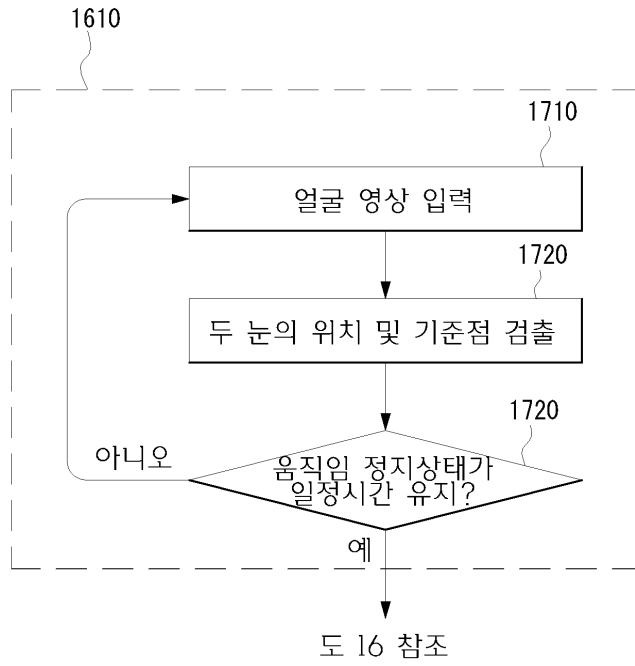 1610
1710
얼굴 영상 입력
1720
두 눈의 위치 및 기준점 검출
1720
움직임 정지상태가
일정시간 유지?
아니오
예
도 16 참조